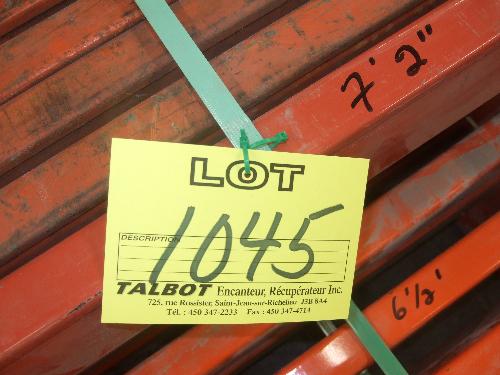 7' 2"
LOT
1045
DESCRIPTION
TALBOT Encanteur, Récupérateur Inc.
725, rue Rossiter, Saint-Jean-sur-Richelieu J3B 8A4
Tél. : 450 347-2233 Fax : 450 347-4714
6 1/2'